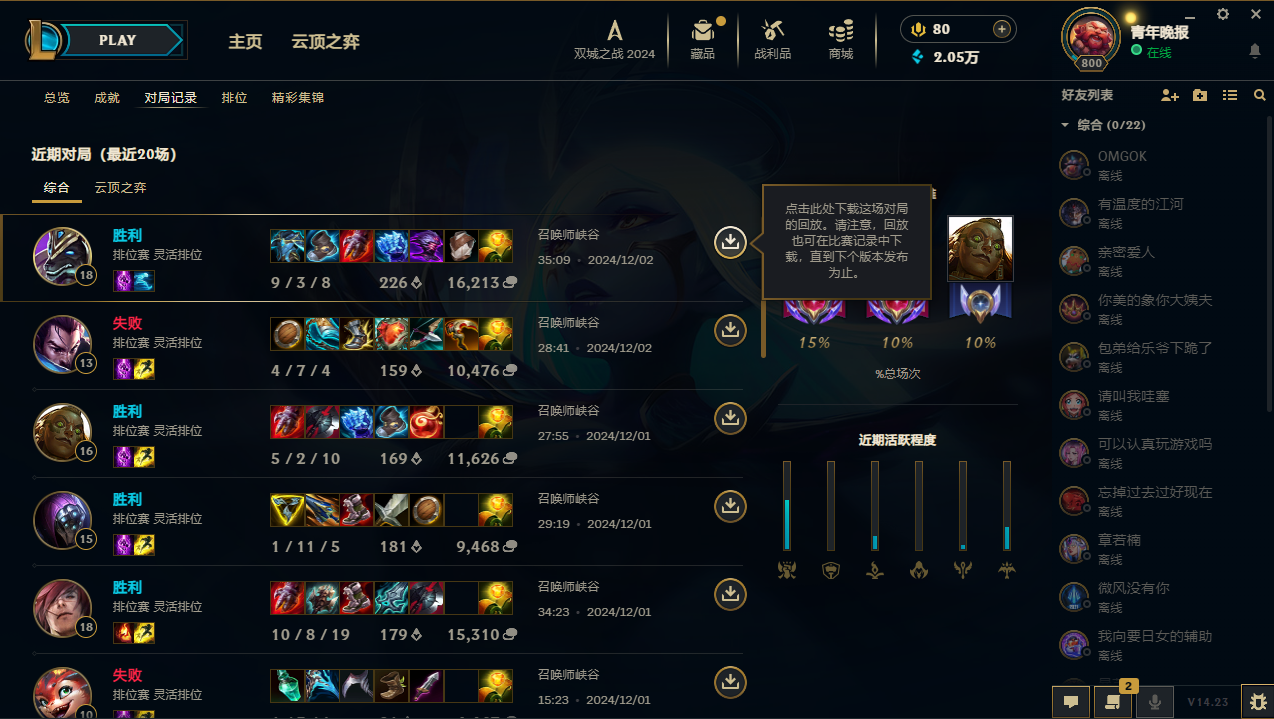 PLAY
主页
云顶之弈
双城之战 2024
藏品
战利品
商城
80
2.05万
青年晚报
在线
800
总览
成就
对局记录
排位
精彩集锦
近期对局（最近20场）
综合
云顶之弈
18
胜利
排位赛 灵活排位
9 / 3 / 8
226
16,213
召唤师峡谷
35:09 • 2024/12/02
13
失败
排位赛 灵活排位
4 / 7 / 4
159
10,476
召唤师峡谷
28:41 • 2024/12/02
16
胜利
排位赛 灵活排位
5 / 2 / 10
169
11,626
召唤师峡谷
27:55 • 2024/12/01
15
胜利
排位赛 灵活排位
1 / 11 / 5
181
9,468
召唤师峡谷
29:19 • 2024/12/01
18
胜利
排位赛 灵活排位
10 / 8 / 19
179
15,310
召唤师峡谷
34:23 • 2024/12/01
10
失败
排位赛 灵活排位
召唤师峡谷
15:23 • 2024/12/01
点击此处下载这场对局
的回放。请注意，回放
也可在比赛记录中下
载，直到下个版本发布
为止。
15%
10%
10%
%总场次
近期活跃程度
好友列表
综合 (0/22)
OMGOK
离线
有温度的江河
离线
亲密爱人
离线
你美的象你大姨夫
离线
包弟给乐爷下跪了
离线
请叫我哇塞
离线
可以认真玩游戏吗
离线
忘掉过去过好现在
离线
章若楠
离线
微风没有你
离线
我向要日女的辅助
离线
2
V14.23